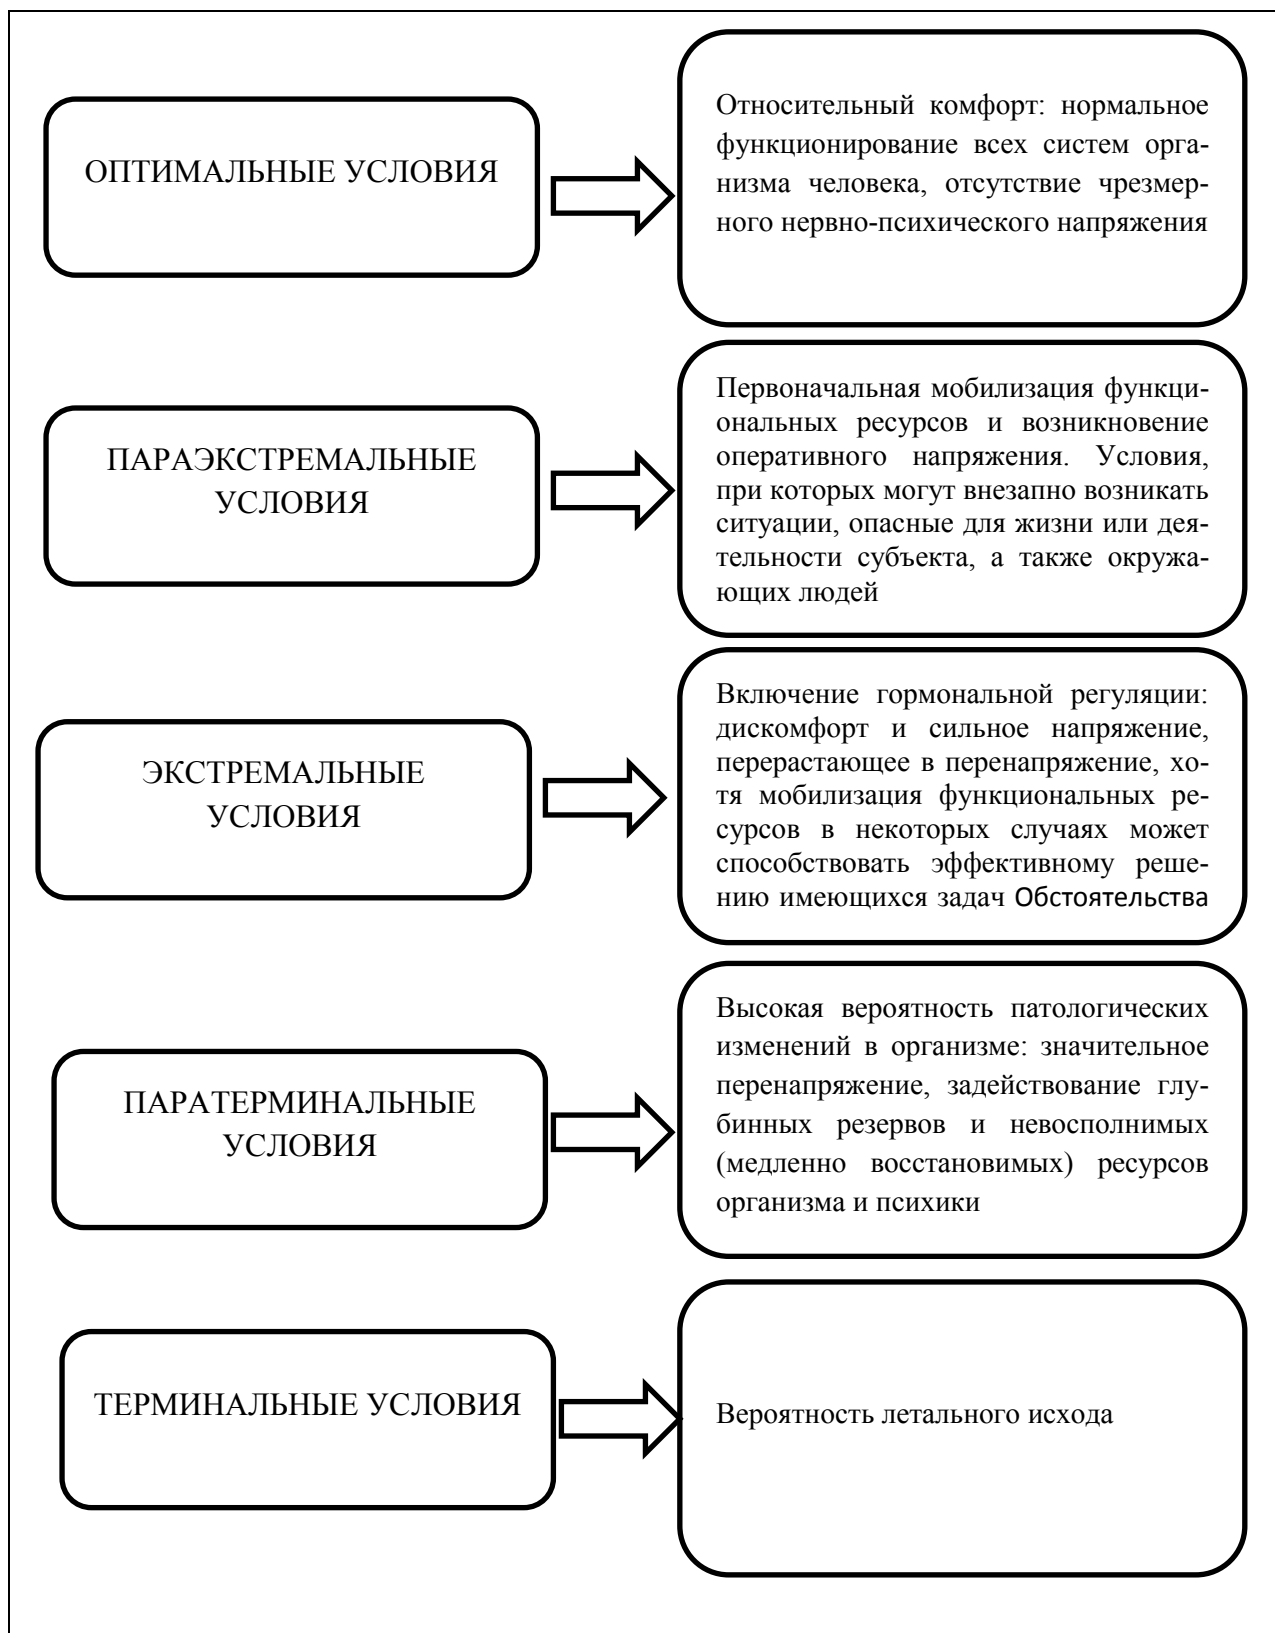 ОПТИМАЛЬНЫЕ УСЛОВИЯ
Относительный комфорт: нормальное
функционирование всех систем орга-
низма человека, отсутствие чрезмер-
ного нервно-психического напряжения
ПАРАЭКСТРЕМАЛЬНЫЕ
УСЛОВИЯ
Первоначальная мобилизация функци-
ональных ресурсов и возникновение
оперативного напряжения. Условия,
при которых могут внезапно возникать
ситуации, опасные для жизни или дея-
тельности субъекта, а также окружа-
ющих людей
ЭКСТРЕМАЛЬНЫЕ
УСЛОВИЯ
Включение гормональной регуляции:
дискомфорт и сильное напряжение,
перерастающее в перенапряжение, хо-
тя мобилизация функциональных ре-
сурсов в некоторых случаях может
способствовать эффективному реше-
нию имеющихся задач Обстоятельства
ПАРАТЕРМИНАЛЬНЫЕ
УСЛОВИЯ
Высокая вероятность патологических
изменений в организме: значительное
перенапряжение, задействование глу-
бинных резервов и невосполнимых
(медленно восстановимых) ресурсов
организма и психики
ТЕРМИНАЛЬНЫЕ УСЛОВИЯ
Вероятность летального исхода